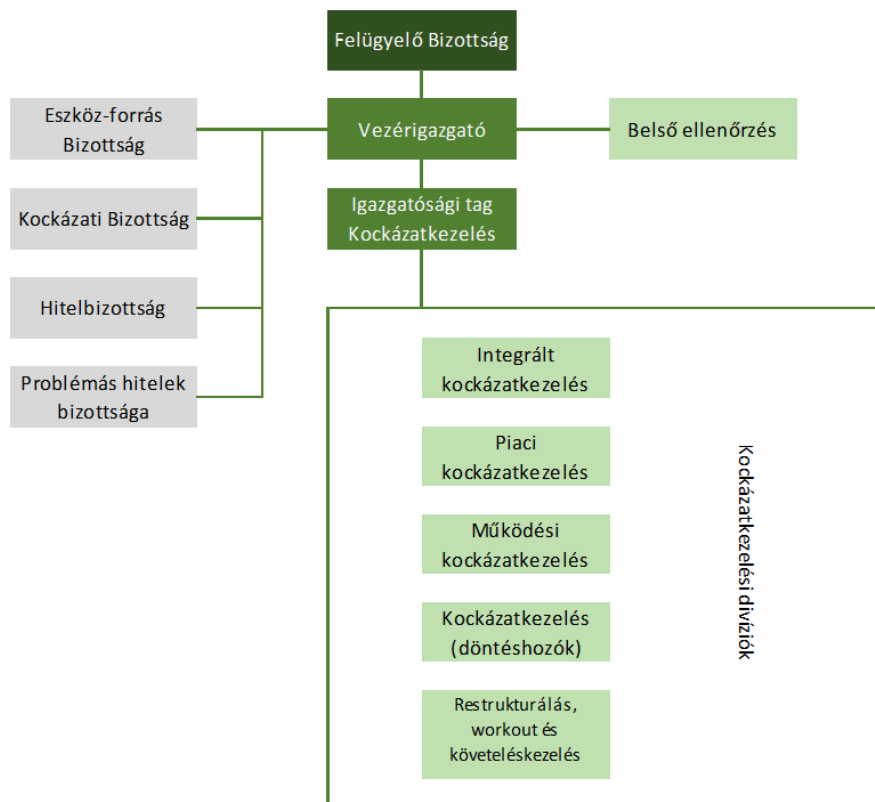 Felügyelő Bizottság
Eszköz-forrás
Bizottság
Vezérigazgató
Belső ellenőrzés
Kockázati Bizottság
Igazgatósági tag
Kockázatkezelés
Hitelbizottság
Problémás hitelek
bizottsága
Integrált
kockázatkezelés
Piaci
kockázatkezelés
Működési
kockázatkezelés
Kockázatkezelés
(döntéshozók)
Restrukturálás,
workout és
követeléskezelés
Kockázatkezelési divíziók